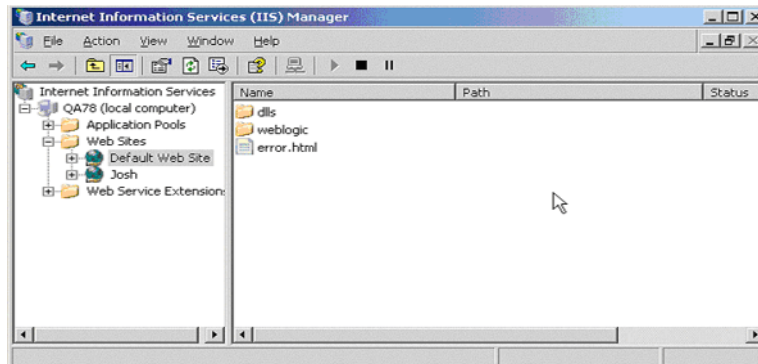 Internet Information Services (IIS) Manager
File Action View Window Help
Internet Information Services
QA78 (local computer)
Application Pools
Web Sites
Default Web Site
Josh
Web Service Extension
Name Path Status
dlls
weblogic
error.html